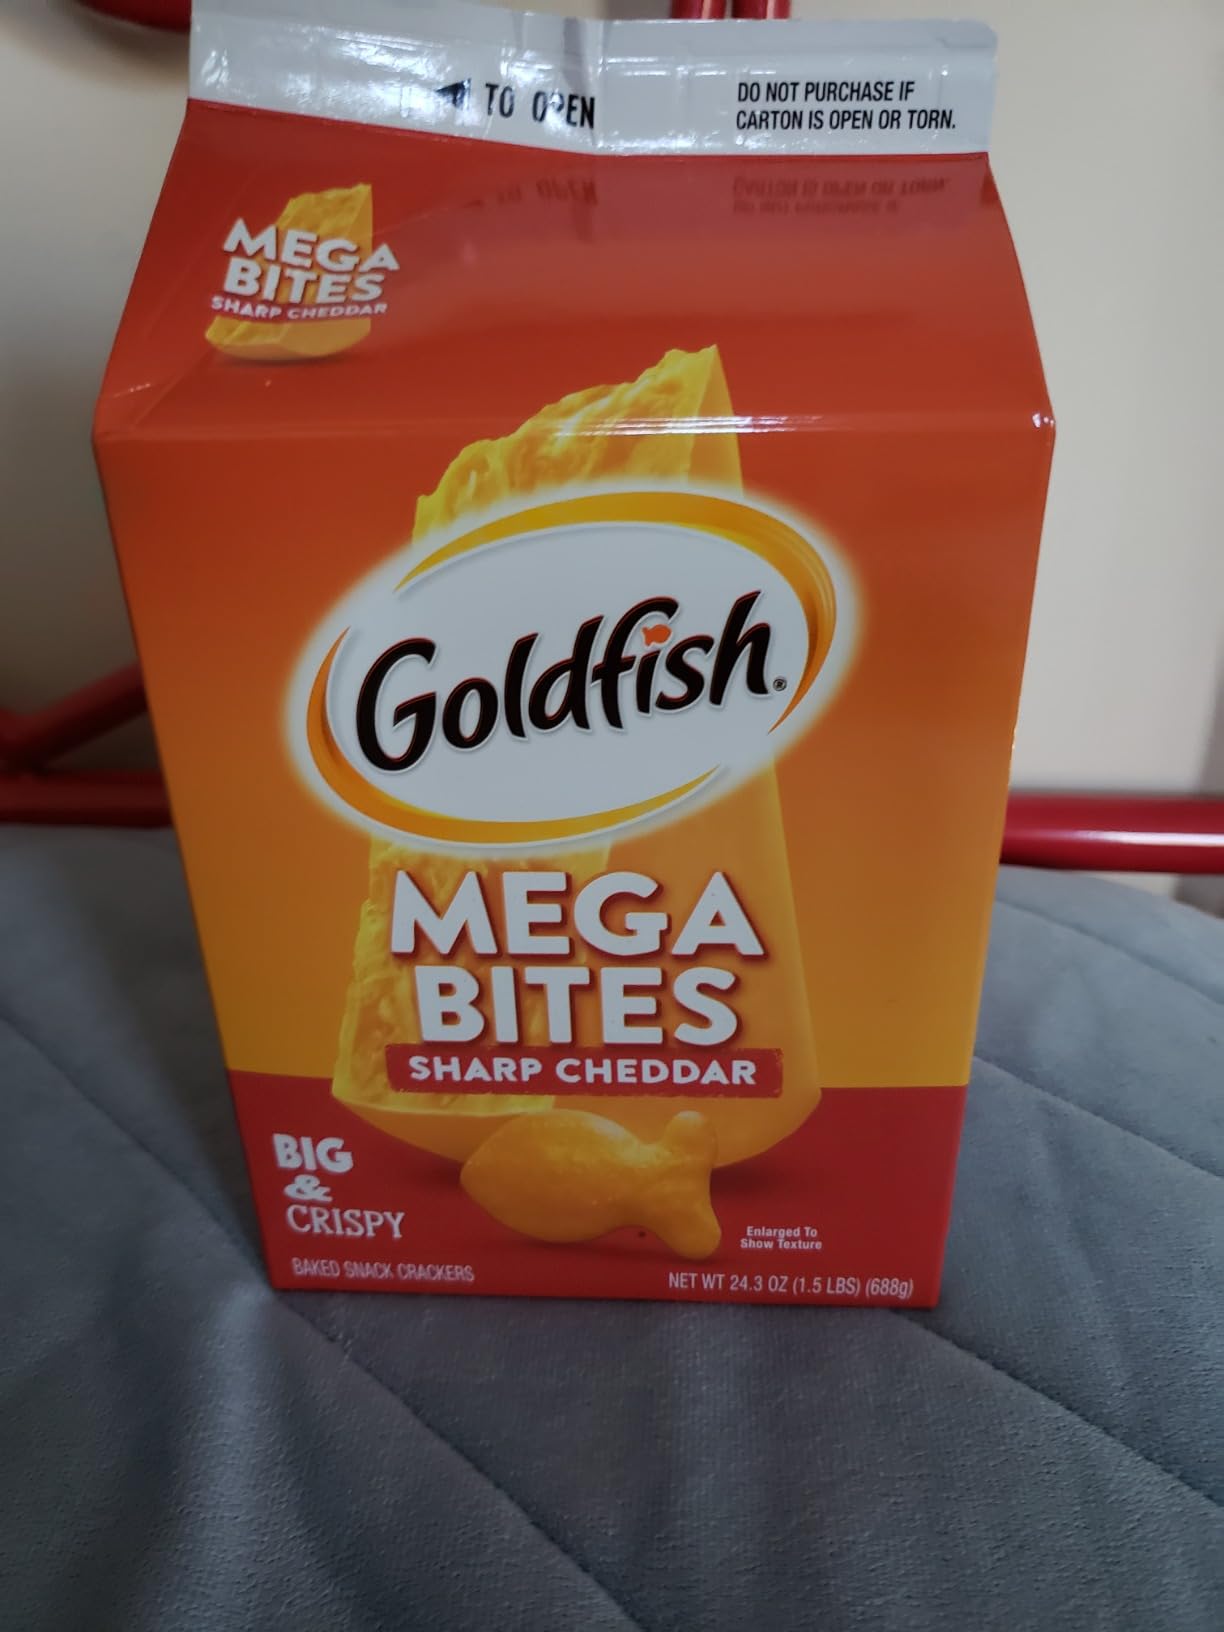 TO OPEN
DO NOT PURCHASE IF
CARTON IS OPEN OR TORN.
MEGA
BITES
SHARP CHEDDAR
Goldfish®
MEGA
BITES
SHARP CHEDDAR
BIG
&
CRISPY
Enlarged To
Show Texture
BAKED SNACK CRACKERS
NET WT 24.3 OZ (1.5 LBS) (688g)